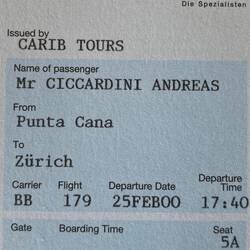 Die Spezialisten
Issued by
CARIB TOURS
Name of passenger
Mr CICCARDINI ANDREAS
From
Punta Cana
To
Zürich
Carrier Flight Departure Date Departure Time
BB 179 25FEB00 17:40
Gate Boarding Time Seat
5A